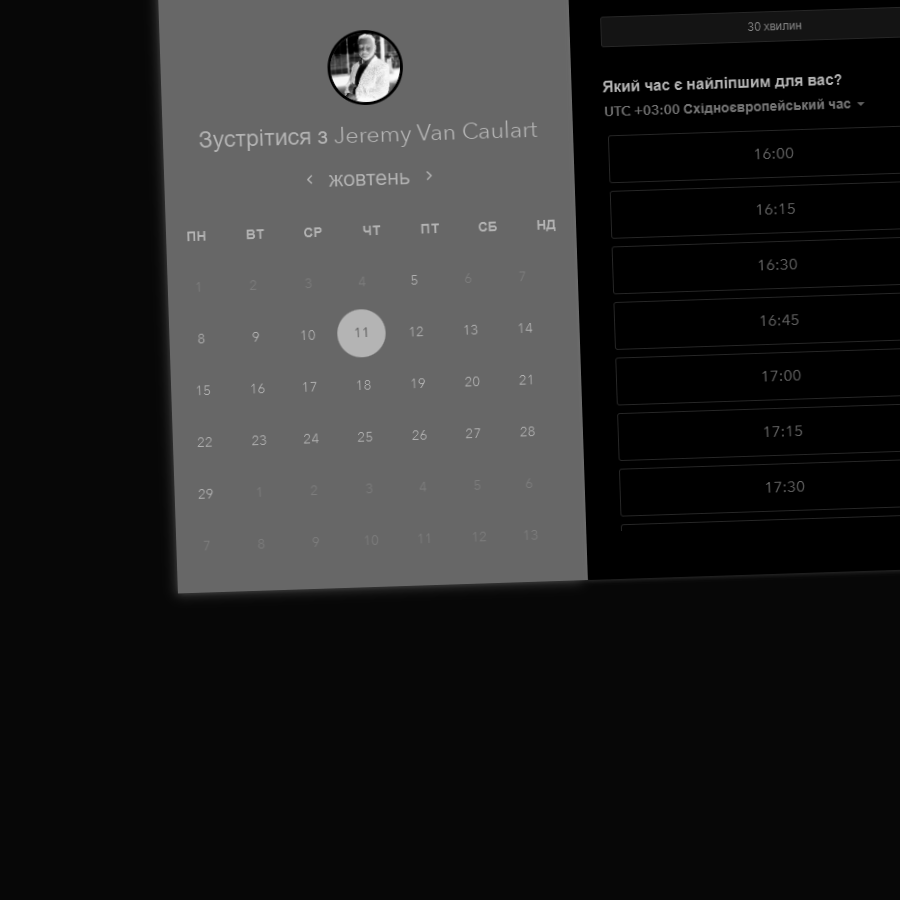 Зустрітися з Jeremy Van Caulart
жовтень
ПН ВТ СР ЧТ ПТ СБ НД
1 2 3 4 5 6 7
8 9 10 11 12 13 14
15 16 17 18 19 20 21
22 23 24 25 26 27 28
29 1 2 3 4 5 6
7 8 9 10 11 12 13
30 хвилин
Який час є найліпшим для вас?
UTC +03:00 Східноєвропейський час
16:00
16:15
16:30
16:45
17:00
17:15
17:30